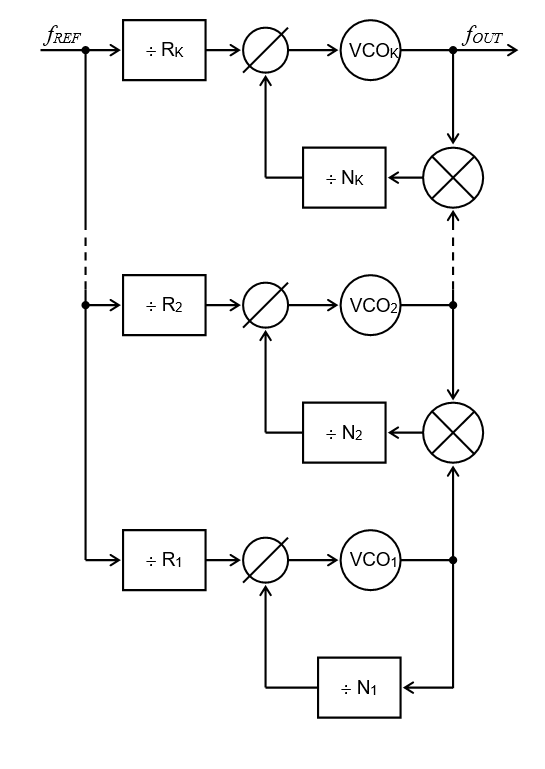 fREF ÷ RK VCOK fOUT
÷ NK
÷ R2 VCO2
÷ N2
÷ R1 VCO1
÷ N1